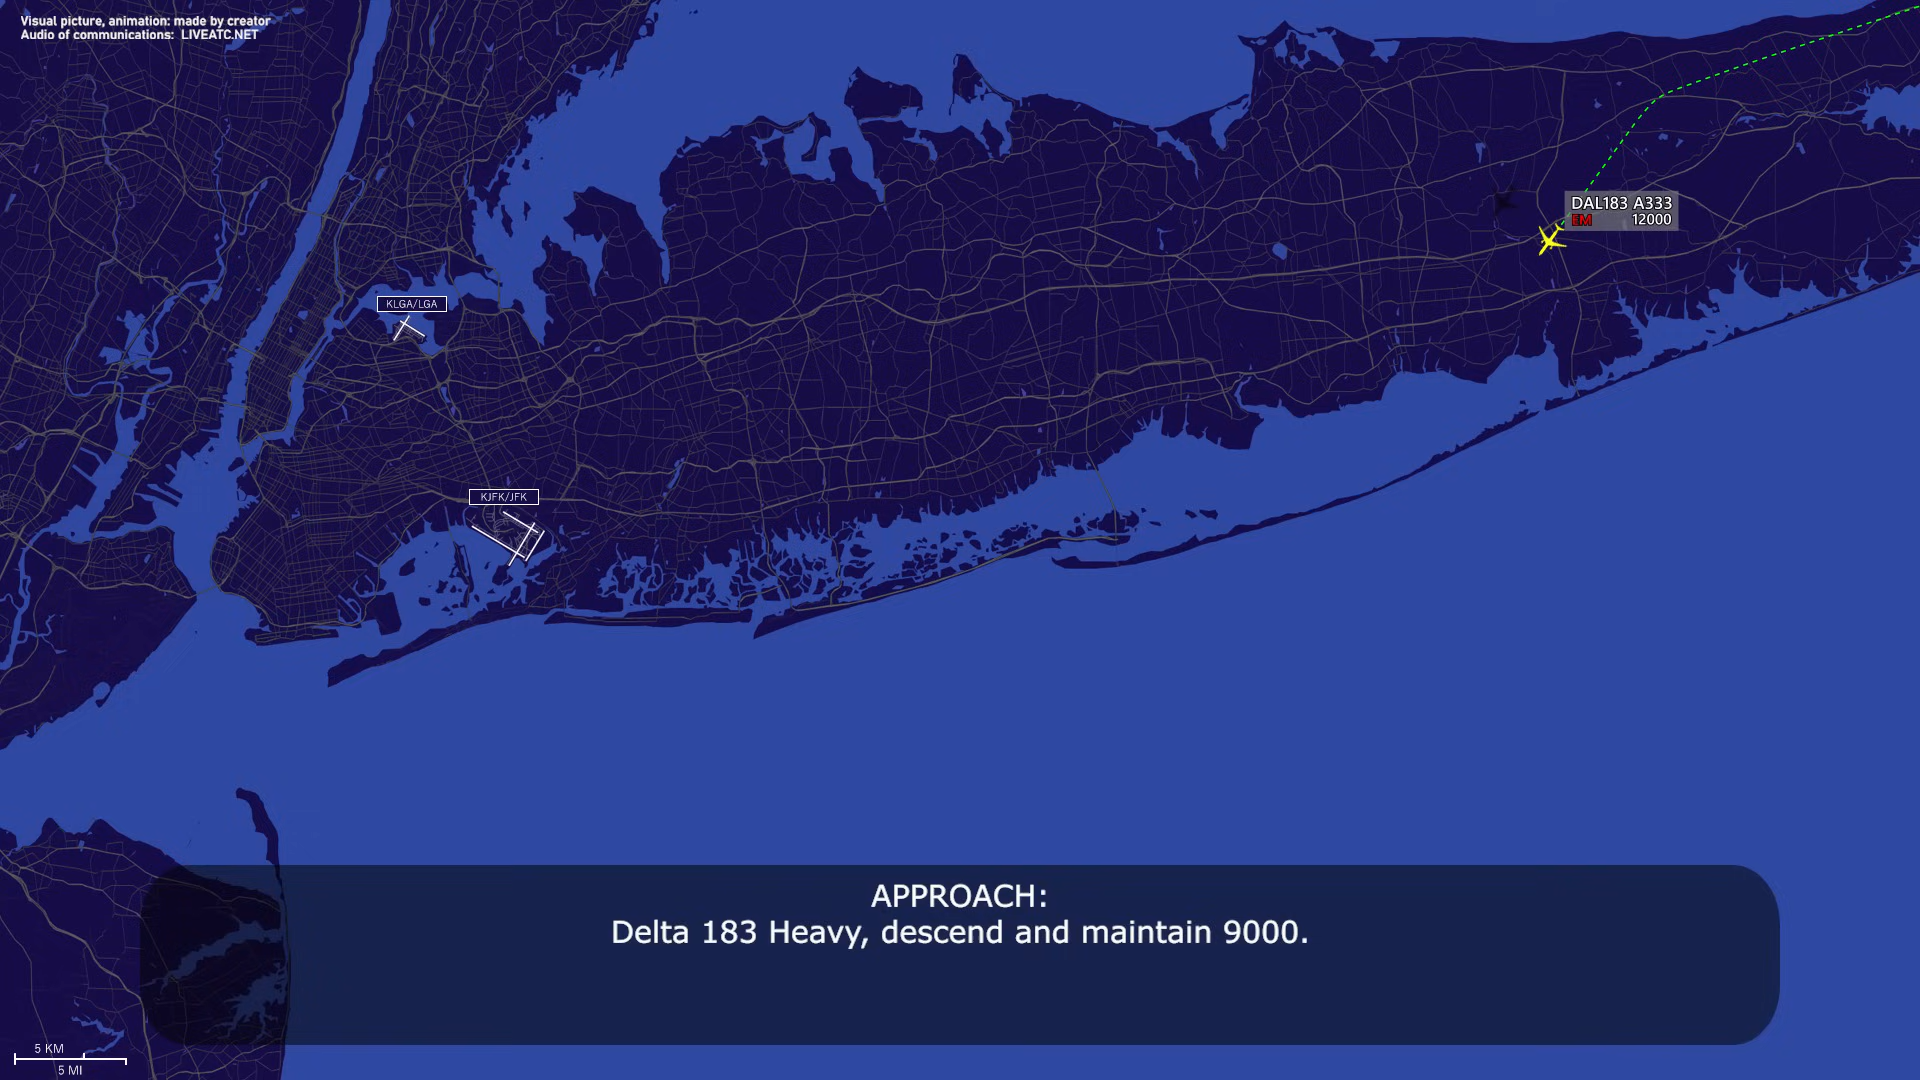 Visual picture, animation: made by creator
Audio of communications: LIVEATC.NET
DAL183 A333
EM 12000
KLGA/LGA
KJFK/JFK
APPROACH:
Delta 183 Heavy, descend and maintain 9000.
5 KM
5 MI